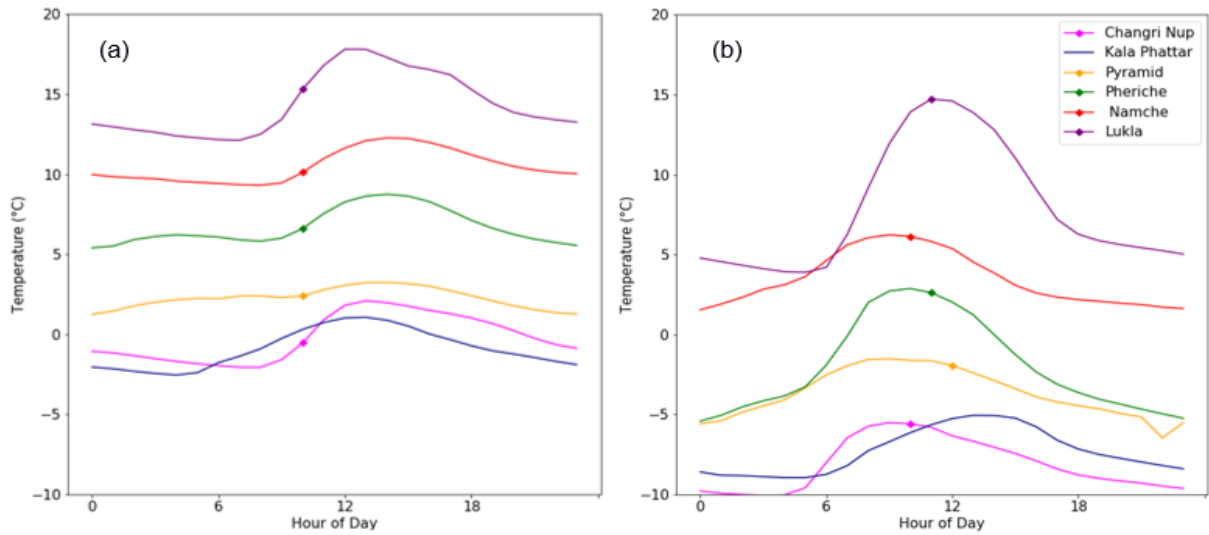 (a)
Temperature (°C)
20
15
10
5
0
−5
−10
0 6 12 18
Hour of Day
(b)
Temperature (°C)
20
15
10
5
0
−5
−10
0 6 12 18
Hour of Day
Changri Nup
Kala Phattar
Pyramid
Pheriche
Namche
Lukla